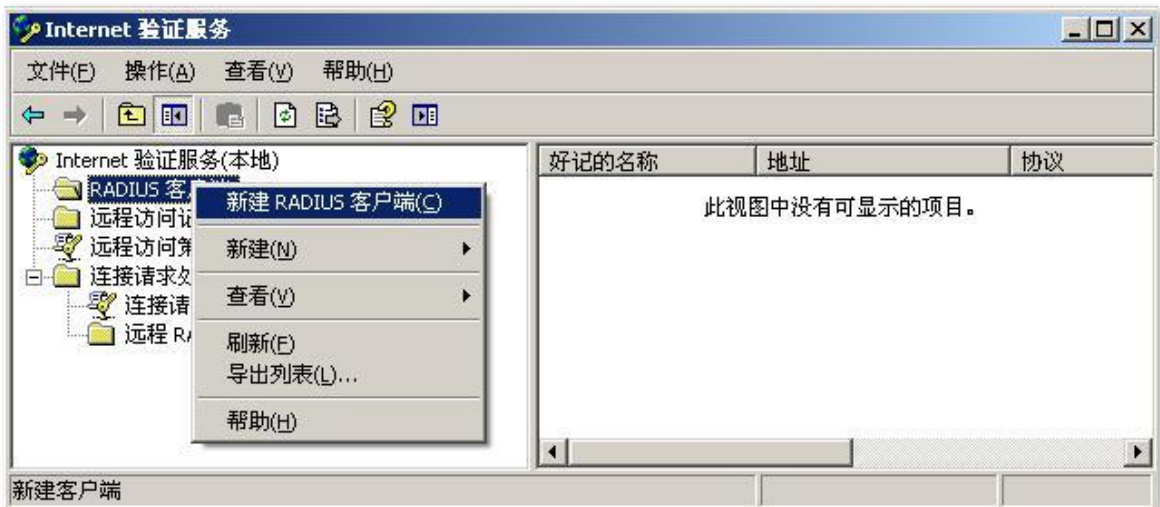 Internet 验证服务
文件(F) 操作(A) 查看(V) 帮助(H)
Internet 验证服务(本地)
RADIUS 客
远程访问
远程访问
连接请求
连接请
远程 RA
新建 RADIUS 客户端(C)
新建(N)
查看(V)
刷新(F)
导出列表(L)...
帮助(H)
好记的名称 地址 协议
此视图中没有可显示的项目。
新建客户端